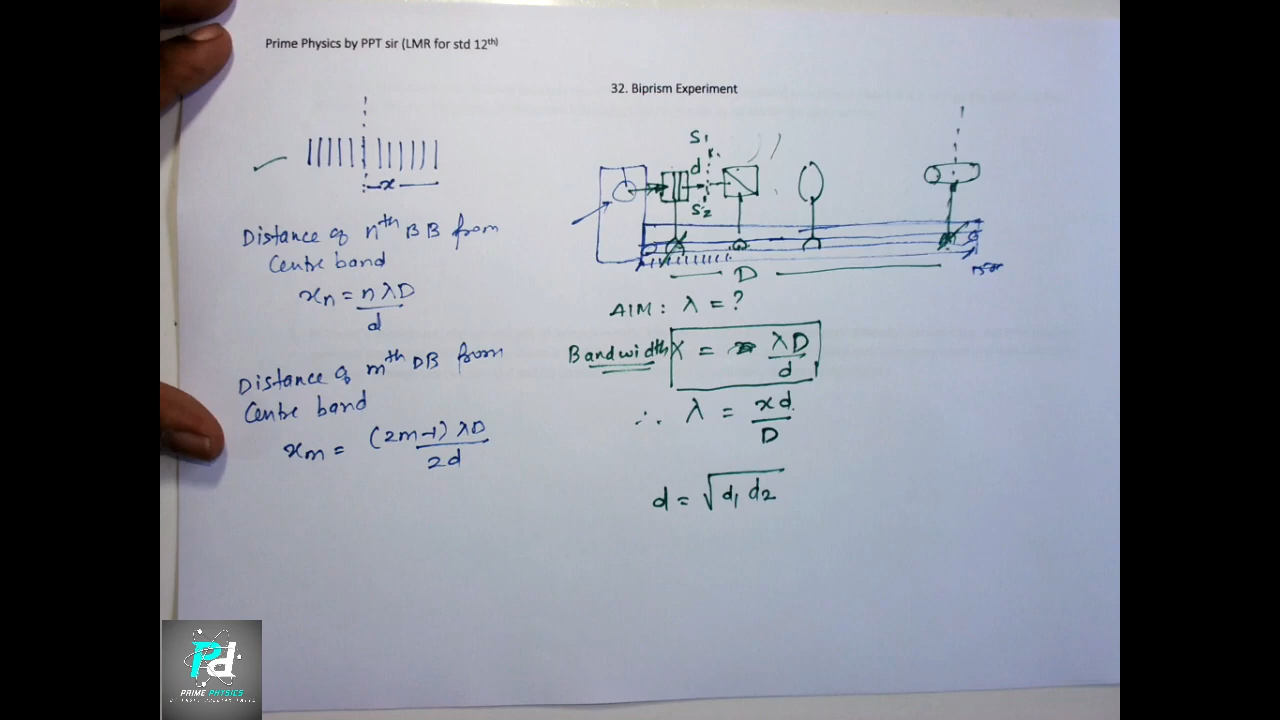 Prime Physics by PPT sir (LMR for std 12th)
32. Biprism Experiment
S1
d
S2
x
D
Distance of nth BB from
Centre band
xn = nλD
d
Distance of mth DB from
Centre band
xm = (2m-1) λD
2d
AIM: λ = ?
Bandwidth X = λD
d
∴ λ = xd
D
d = √d1 d2
Pd
PRIME PHYSICS